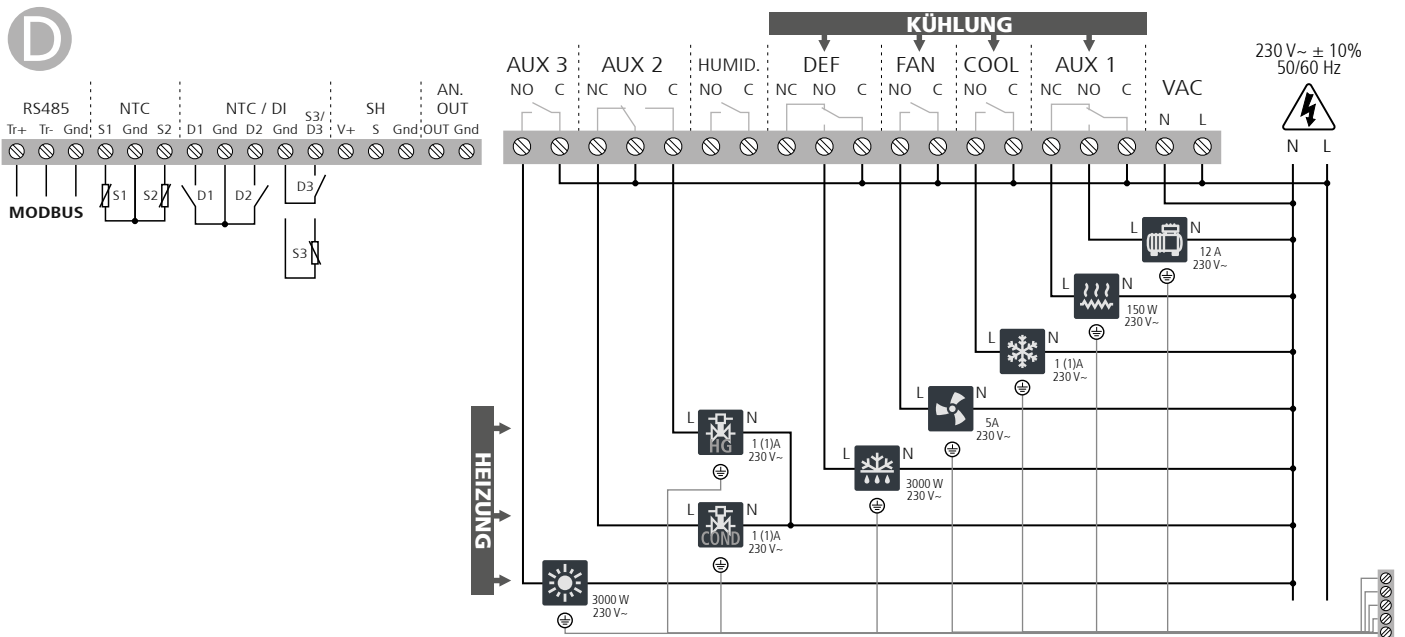 D
KÜHLUNG
230 V~ ± 10%
50/60 Hz
AUX 3 AUX 2 HUMID. DEF FAN COOL AUX 1 VAC
NO C NC NO C NO C NC NO C NO C NO C NC NO C N L
N L
RS485 NTC NTC / DI SH AN. OUT
Tr+ Tr- Gnd S1 Gnd S2 D1 Gnd D2 Gnd S3/D3 V+ S Gnd OUT Gnd
MODBUS
S1 S2 D1 D2 D3
S3
L N
12 A
230 V~
L N
150 W
230 V~
L N
1 (1)A
230 V~
L N
5A
230 V~
L N
3000 W
230 V~
HEIZUNG
L N
HG
1 (1)A
230 V~
L N
COND
1 (1)A
230 V~
3000 W
230 V~